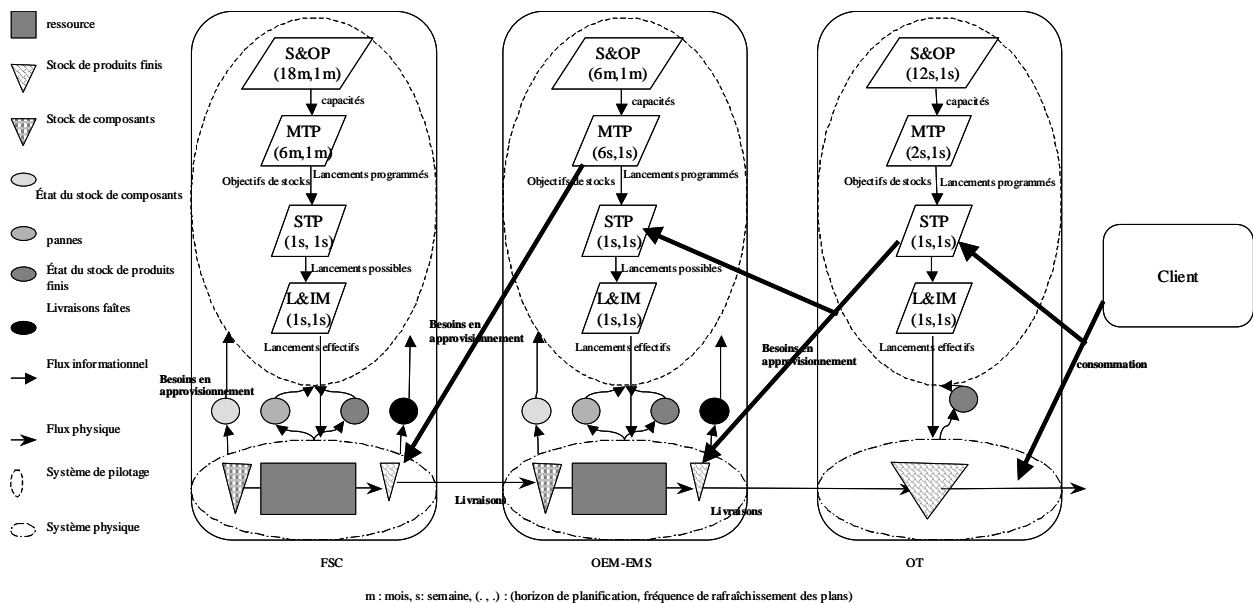 ressource
Stock de produits finis
Stock de composants
État du stock de composants
pannes
État du stock de produits
finis
Livraisons faîtes
Flux informationnel
Flux physique
Système de pilotage
Système physique
S&OP
(18m,1m)
capacités
MTP
(6m,1m)
Objectifs de stocks
Lancements programmés
STP
(1s, 1s)
Lancements possibles
L&IM
(1s,1s)
Lancements effectifs
Besoins en
approvisionnement
Besoins en
approvisionnement
Livraisons
FSC
S&OP
(6m,1m)
capacités
MTP
(6s,1s)
Objectifs de stocks
Lancements programmés
STP
(1s,1s)
Lancements possibles
L&IM
(1s,1s)
Lancements effectifs
Besoins en
approvisionnement
Livraisons
OEM-EMS
S&OP
(12s,1s)
capacités
MTP
(2s,1s)
Objectifs de stocks
Lancements programmés
STP
(1s,1s)
L&IM
(1s,1s)
Lancements effectifs
OT
Client
consommation
m : mois, s: semaine, (. , .) : (horizon de planification, fréquence de rafraîchissement des plans)